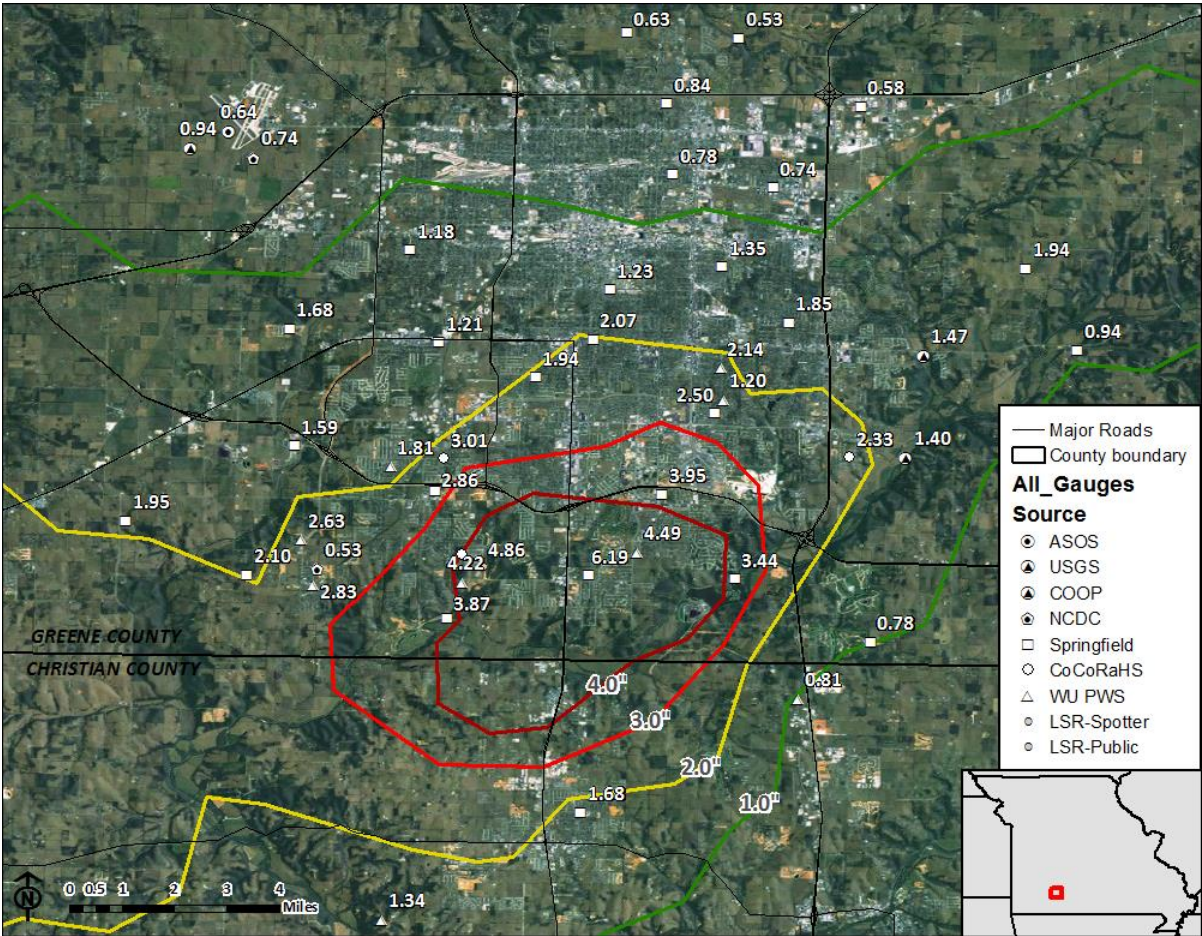 0.63
0.53
0.84
0.58
0.64
0.94
0.74
0.78
0.74
1.18
1.35
1.94
1.23
1.68
1.85
1.21
2.07
0.94
1.94
2.14
1.47
1.20
2.50
1.59
1.81
3.01
2.33
1.40
2.86
3.95
1.95
2.63
4.49
2.10
0.53
4.86
6.19
3.44
4.22
2.83
3.87
0.78
GREENE COUNTY
CHRISTIAN COUNTY
0.81
4.0"
3.0"
2.0"
1.0"
1.68
1.34
Major Roads
County boundary
All_Gauges
Source
ASOS
USGS
COOP
NCDC
Springfield
CoCoRaHS
WU PWS
LSR-Spotter
LSR-Public
N
0 0.5 1 2 3 4
Miles